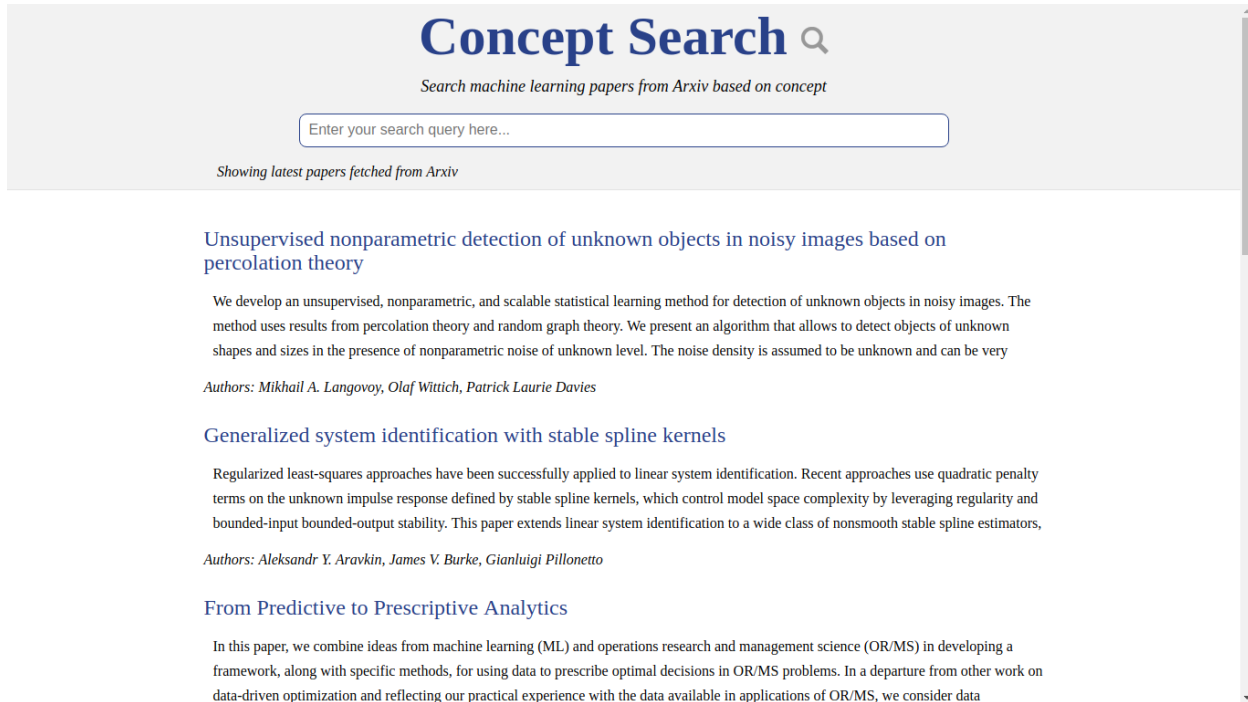 Concept Search
Search machine learning papers from Arxiv based on concept
Enter your search query here...
Showing latest papers fetched from Arxiv
Unsupervised nonparametric detection of unknown objects in noisy images based on
percolation theory
We develop an unsupervised, nonparametric, and scalable statistical learning method for detection of unknown objects in noisy images. The
method uses results from percolation theory and random graph theory. We present an algorithm that allows to detect objects of unknown
shapes and sizes in the presence of nonparametric noise of unknown level. The noise density is assumed to be unknown and can be very
Authors: Mikhail A. Langovoy, Olaf Wittich, Patrick Laurie Davies
Generalized system identification with stable spline kernels
Regularized least-squares approaches have been successfully applied to linear system identification. Recent approaches use quadratic penalty
terms on the unknown impulse response defined by stable spline kernels, which control model space complexity by leveraging regularity and
bounded-input bounded-output stability. This paper extends linear system identification to a wide class of nonsmooth stable spline estimators,
Authors: Aleksandr Y. Aravkin, James V. Burke, Gianluigi Pillonetto
From Predictive to Prescriptive Analytics
In this paper, we combine ideas from machine learning (ML) and operations research and management science (OR/MS) in developing a
framework, along with specific methods, for using data to prescribe optimal decisions in OR/MS problems. In a departure from other work on
data-driven optimization and reflecting our practical experience with the data available in applications of OR/MS, we consider data